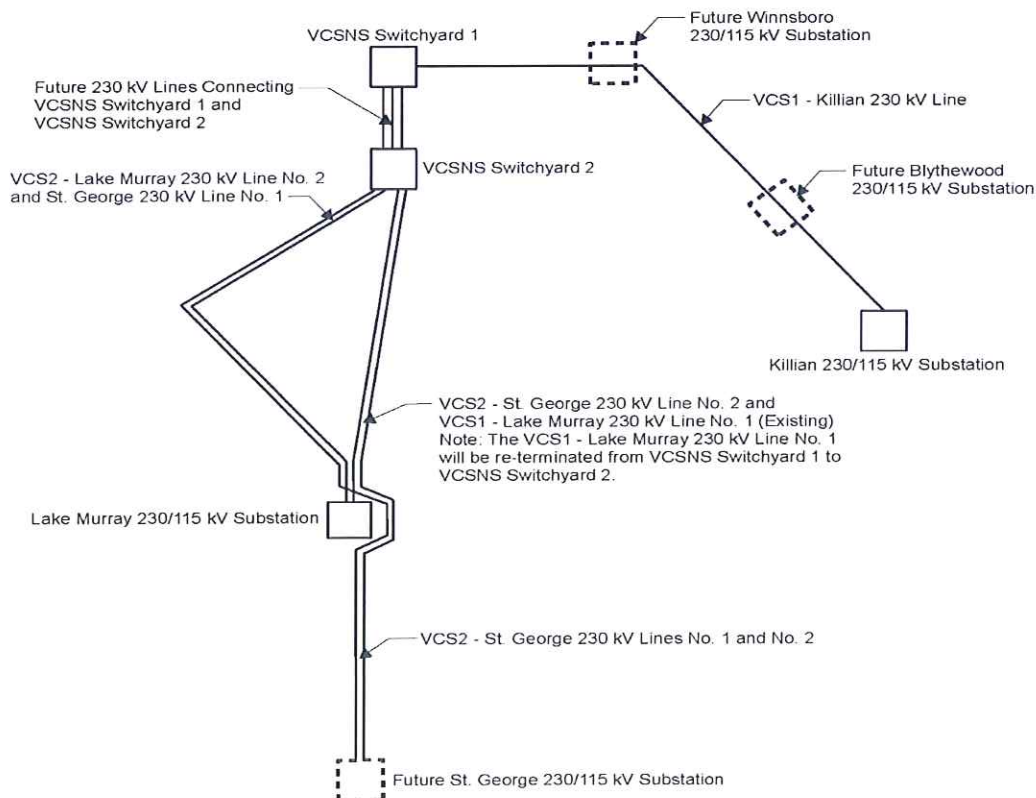 VCSNS Switchyard 1
Future Winnsboro
230/115 kV Substation
Future 230 kV Lines Connecting
VCSNS Switchyard 1 and
VCSNS Switchyard 2
VCS1 - Killian 230 kV Line
VCSNS Switchyard 2
VCS2 - Lake Murray 230 kV Line No. 2
and St. George 230 kV Line No. 1
Future Blythewood
230/115 kV Substation
Killian 230/115 kV Substation
VCS2 - St. George 230 kV Line No. 2 and
VCS1 - Lake Murray 230 kV Line No. 1 (Existing)
Note: The VCS1 - Lake Murray 230 kV Line No. 1
will be re-terminated from VCSNS Switchyard 1 to
VCSNS Switchyard 2.
Lake Murray 230/115 kV Substation
VCS2 - St. George 230 kV Lines No. 1 and No. 2
Future St. George 230/115 kV Substation